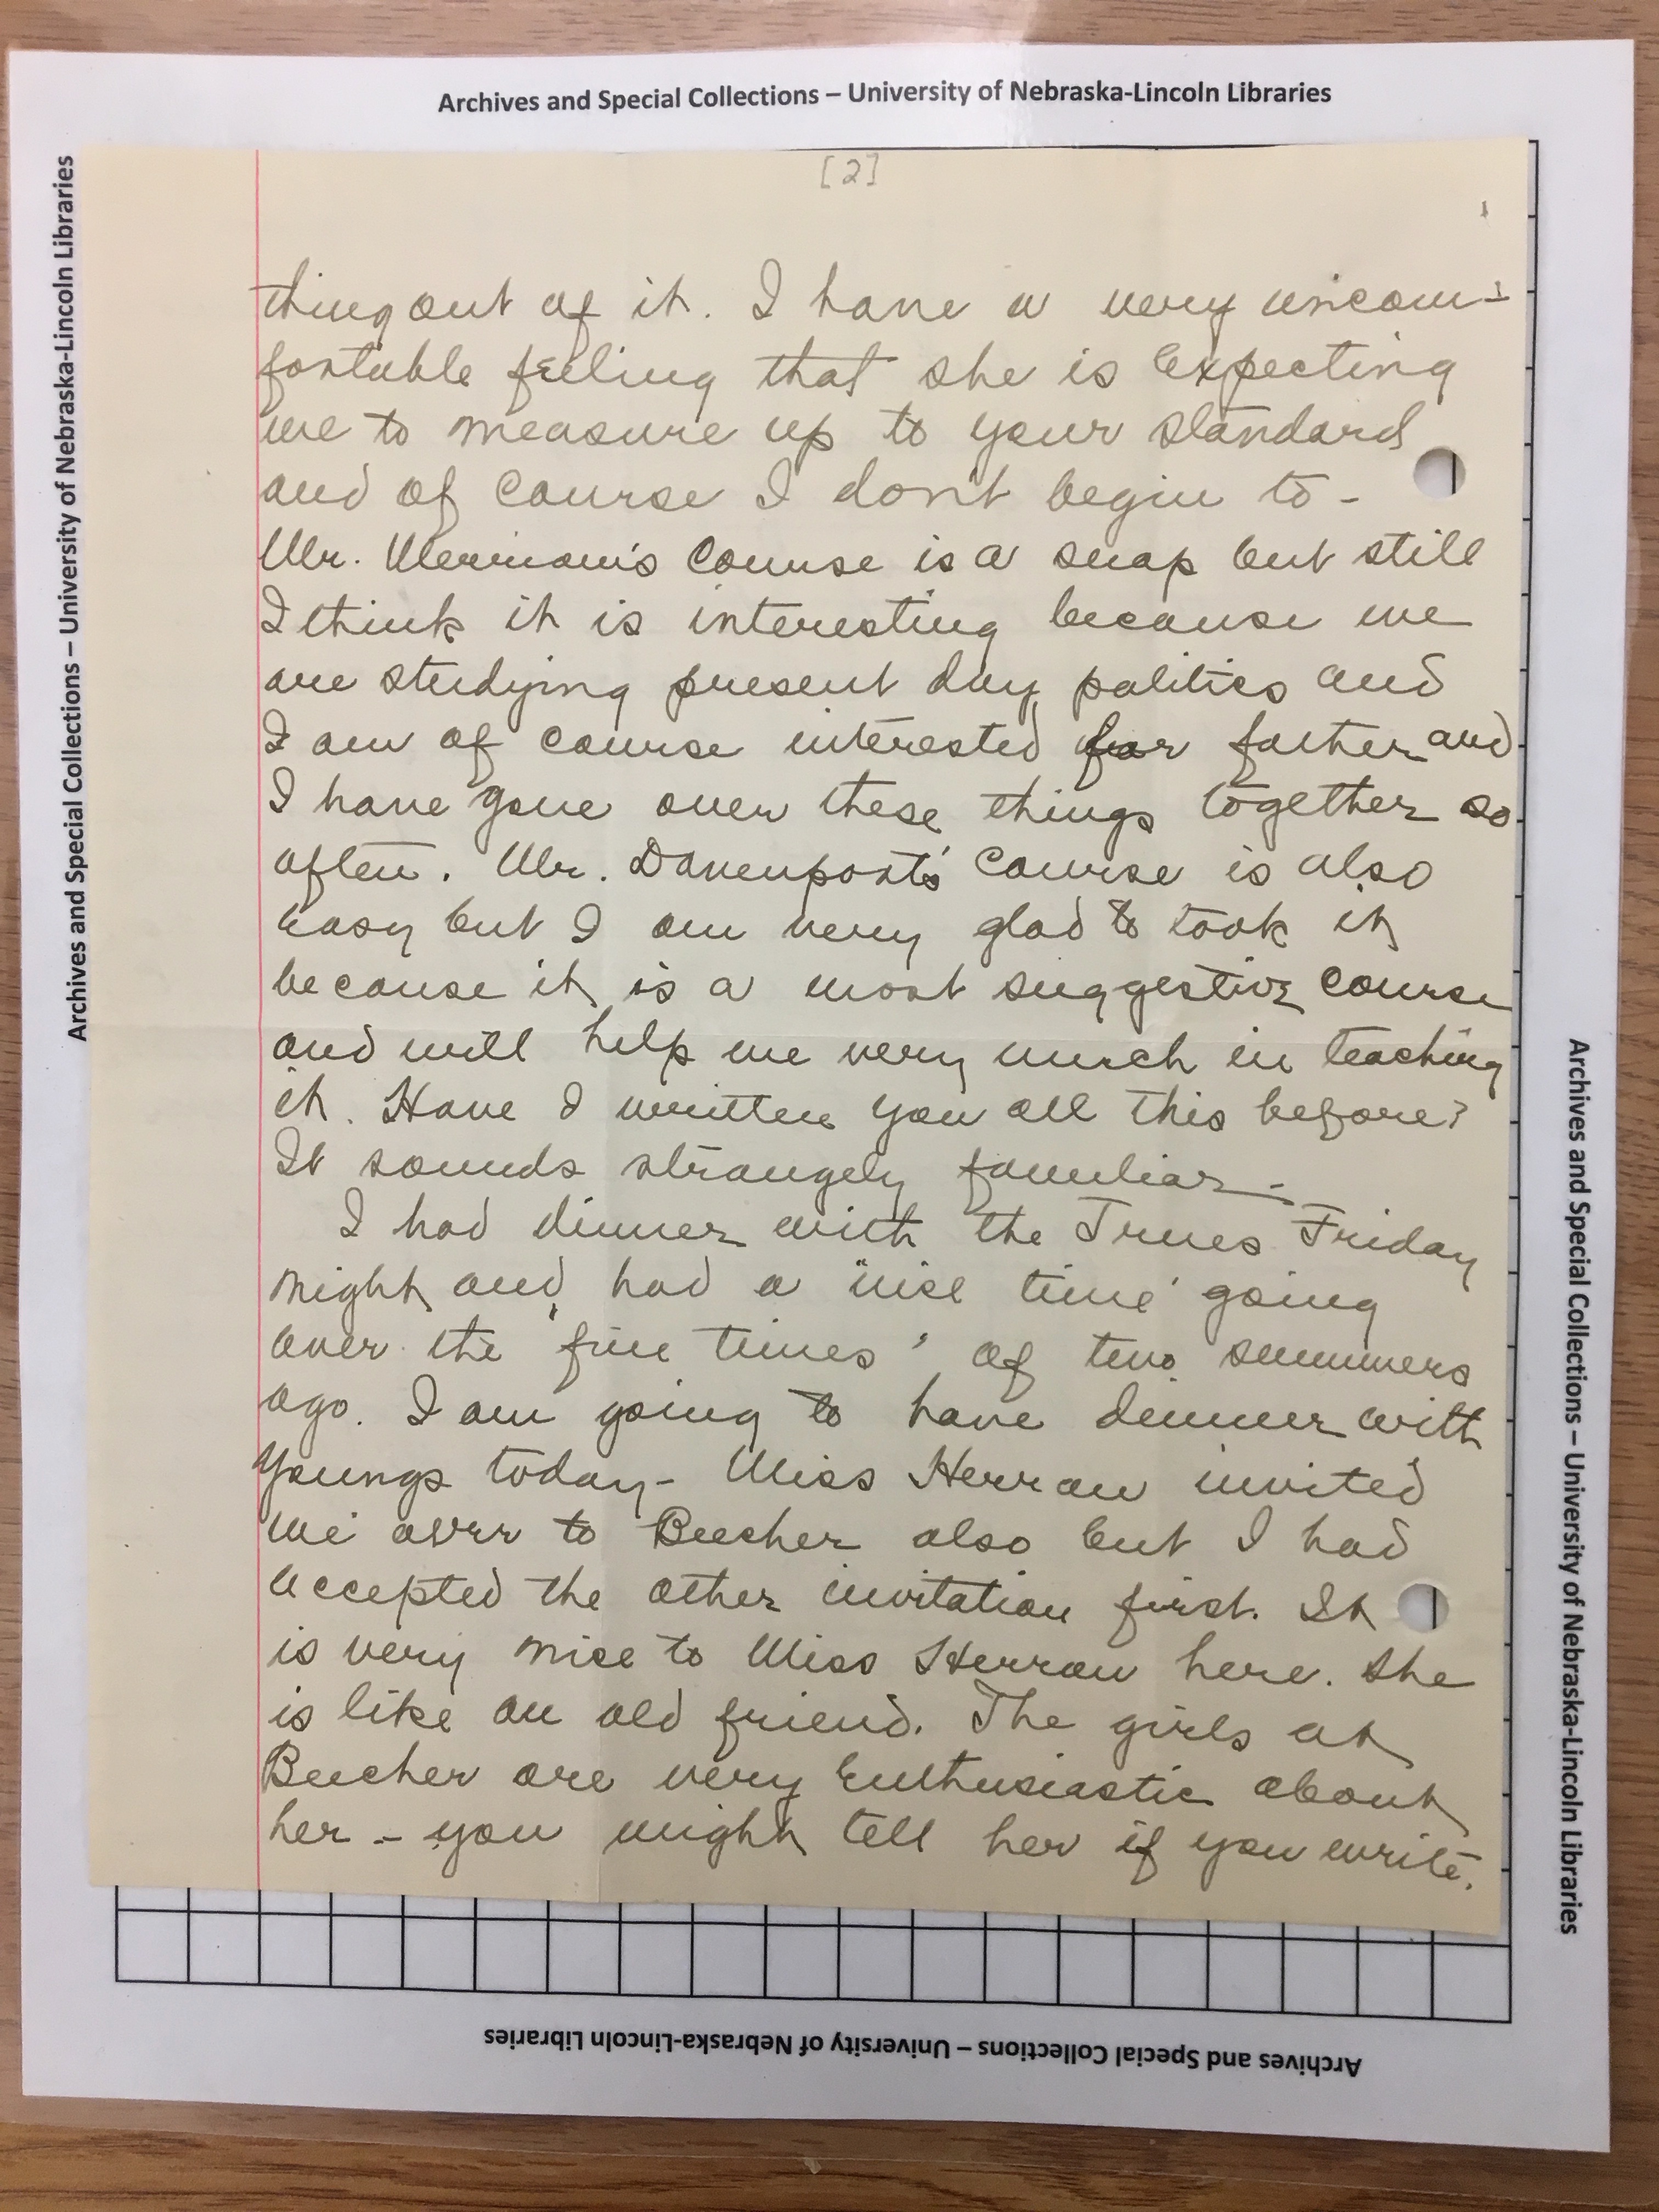 Archives and Special Collections – University of Nebraska-Lincoln Libraries
[2]
thing out of it. I have a very uncom-
fortable feeling that she is expecting
me to measure up to your standard
and of course I don't begin to -
Mr. Merriam's course is a snap but still
I think it is interesting because we
are studying present day politics and
I am of course interested for father and
I have gone over these things together so
often. Mr. Davenport's course is also
easy but I am very glad to took it
because it is a most suggestive course
and will help me very much in teaching
it. Have I written you all this before?
It sounds strangely familiar -
I had dinner with the Trues Friday
night and had a "nise time" going
over the "fine times" of two summers
ago. I am going to have dinner with
Youngs today - Miss Herron invited
me over to Beecher also but I had
accepted the other invitation first. It
is very nice to Miss Herron here. She
is like an old friend. The girls at
Beecher are very enthusiastic about
her - you might tell her if you write.
Archives and Special Collections – University of Nebraska-Lincoln Libraries
Archives and Special Collections – University of Nebraska-Lincoln Libraries
Archives and Special Collections – University of Nebraska-Lincoln Libraries